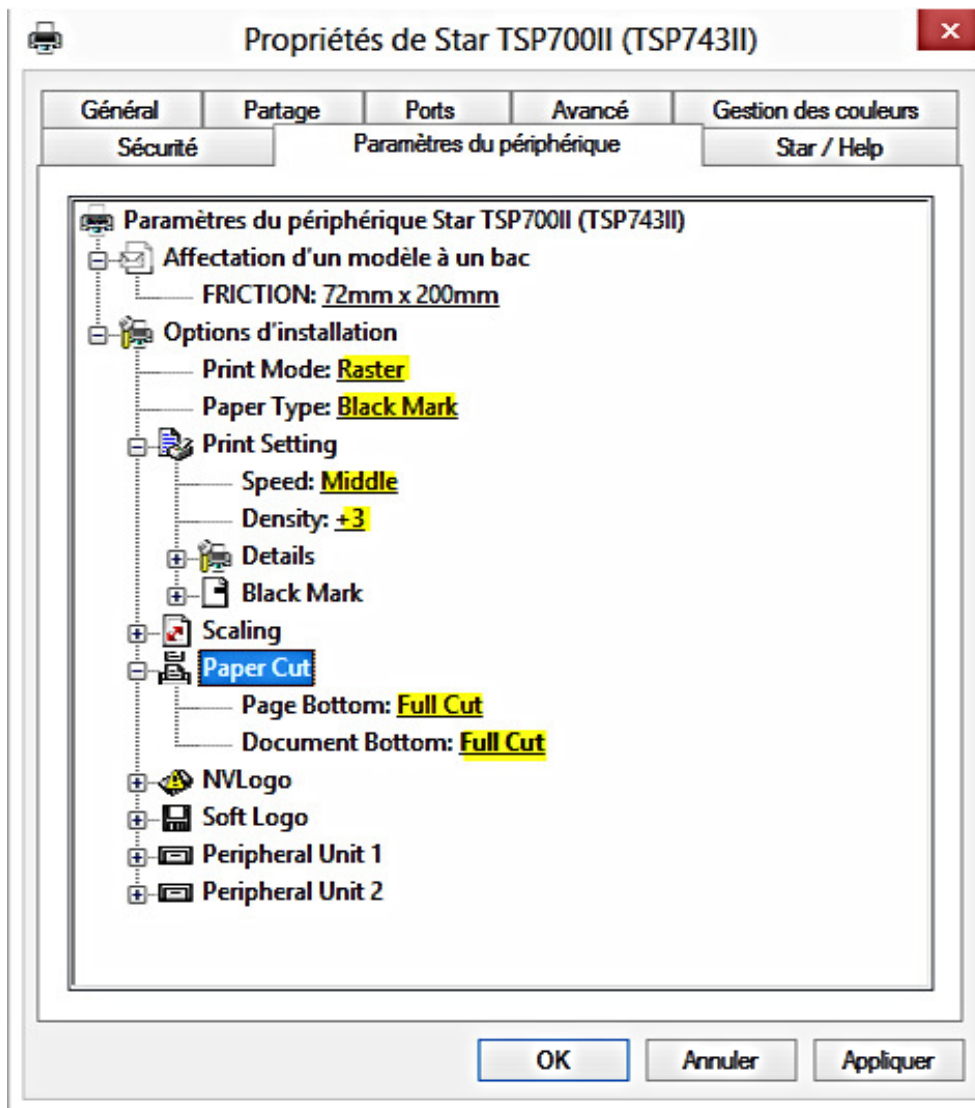 Propriétés de Star TSP700II (TSP743II)
x
Général Partage Ports Avancé Gestion des couleurs
Sécurité Paramètres du périphérique Star / Help
Paramètres du périphérique Star TSP700II (TSP743II)
Affectation d'un modèle à un bac
FRICTION: 72mm x 200mm
Options d'installation
Print Mode: Raster
Paper Type: Black Mark
Print Setting
Speed: Middle
Density: +3
Details
Black Mark
Scaling
Paper Cut
Page Bottom: Full Cut
Document Bottom: Full Cut
NVLogo
Soft Logo
Peripheral Unit 1
Peripheral Unit 2
OK Annuler Appliquer